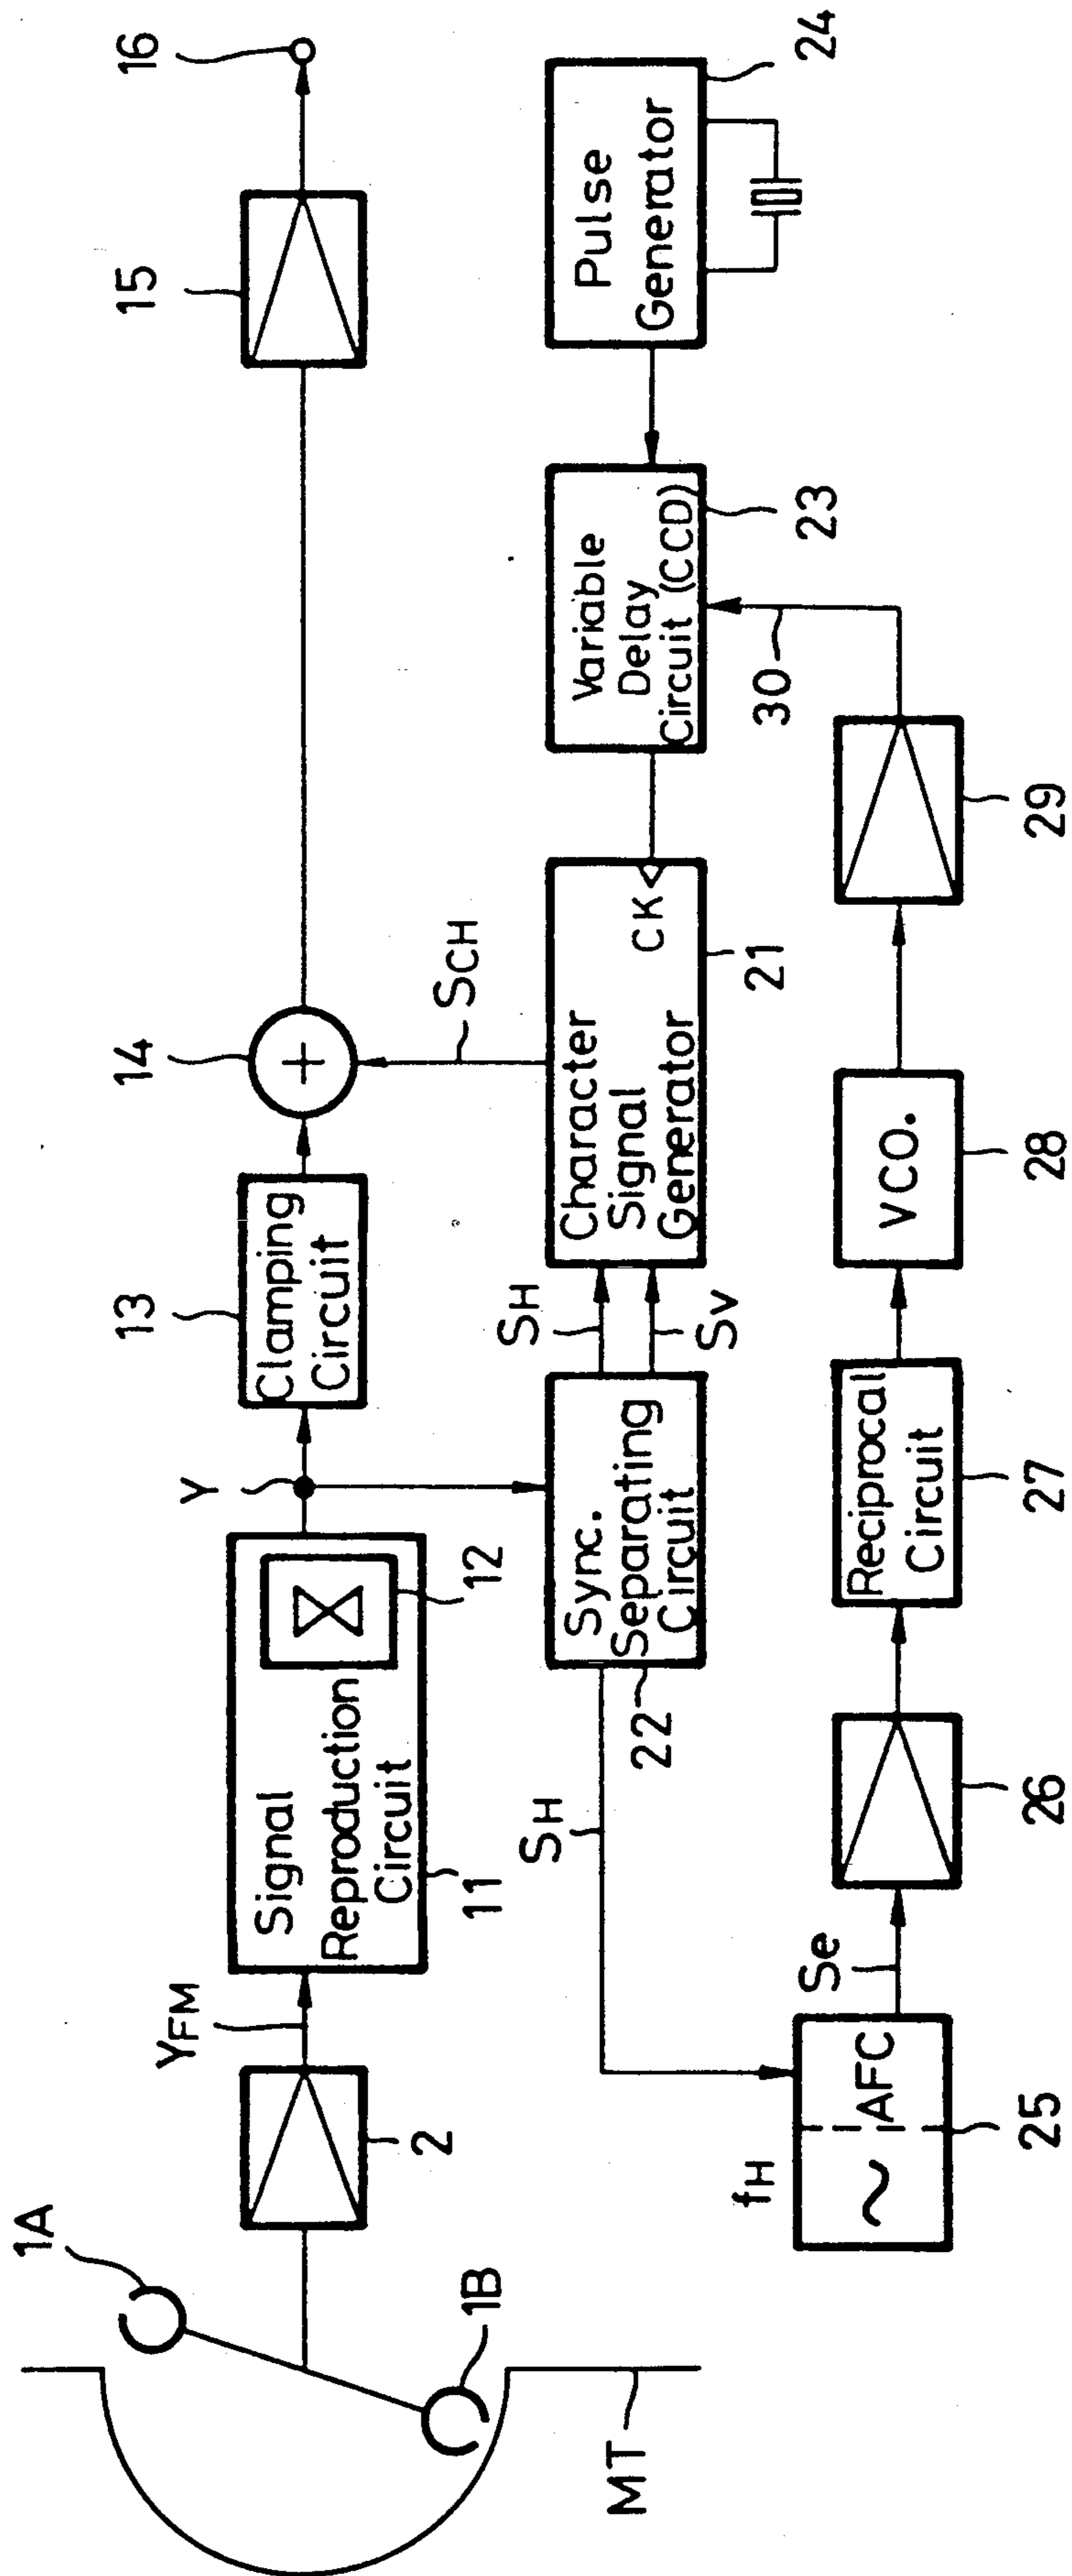 1A
1B
MT
2
YFM
Signal
Reproduction
Circuit
11
12
Y
13
Clamping
Circuit
14
15
16
SCH
Sync.
Separating
Circuit
22
SH
SV
Character
Signal
Generator
CK
21
Variable
Delay
Circuit (CCD)
23
Pulse
Generator
24
SH
fH
~
AFC
25
Se
26
Reciprocal
Circuit
27
VCO.
28
29
30